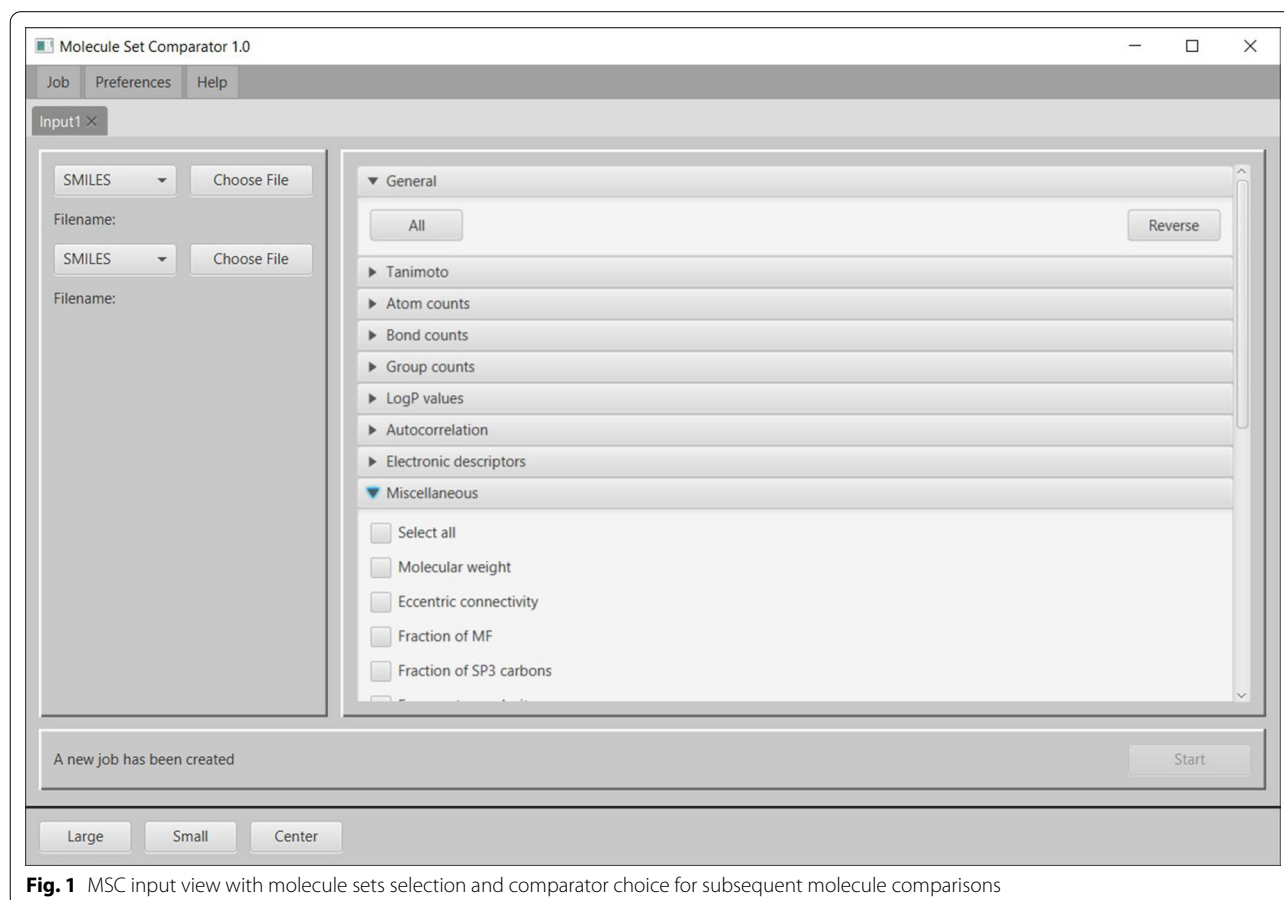 Molecule Set Comparator 1.0
Job Preferences Help
Input1
SMILES Choose File
Filename:
SMILES Choose File
Filename:
General
All Reverse
Tanimoto
Atom counts
Bond counts
Group counts
LogP values
Autocorrelation
Electronic descriptors
Miscellaneous
Select all
Molecular weight
Eccentric connectivity
Fraction of MF
Fraction of SP3 carbons
A new job has been created Start
Large Small Center
Fig. 1 MSC input view with molecule sets selection and comparator choice for subsequent molecule comparisons